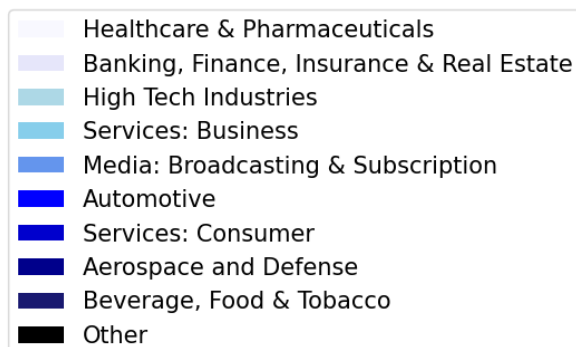 Healthcare & Pharmaceuticals
Banking, Finance, Insurance & Real Estate
High Tech Industries
Services: Business
Media: Broadcasting & Subscription
Automotive
Services: Consumer
Aerospace and Defense
Beverage, Food & Tobacco
Other